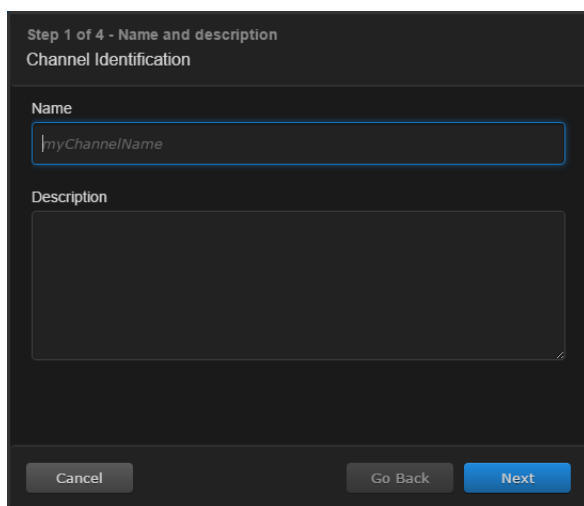 Step 1 of 4 - Name and description
Channel Identification
Name
myChannelName
Description
Cancel
Go Back
Next